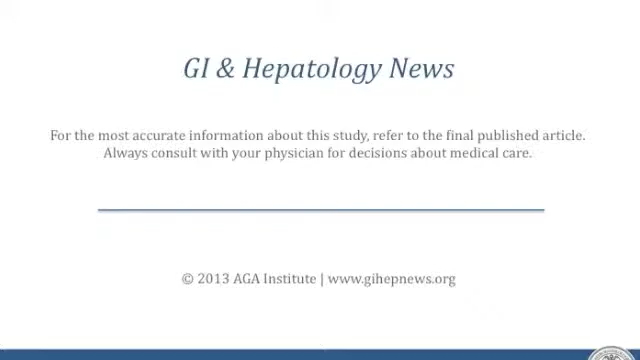 GI & Hepatology News
For the most accurate information about this study, refer to the final published article.
Always consult with your physician for decisions about medical care.
© 2013 AGA Institute | www.gihepnews.org